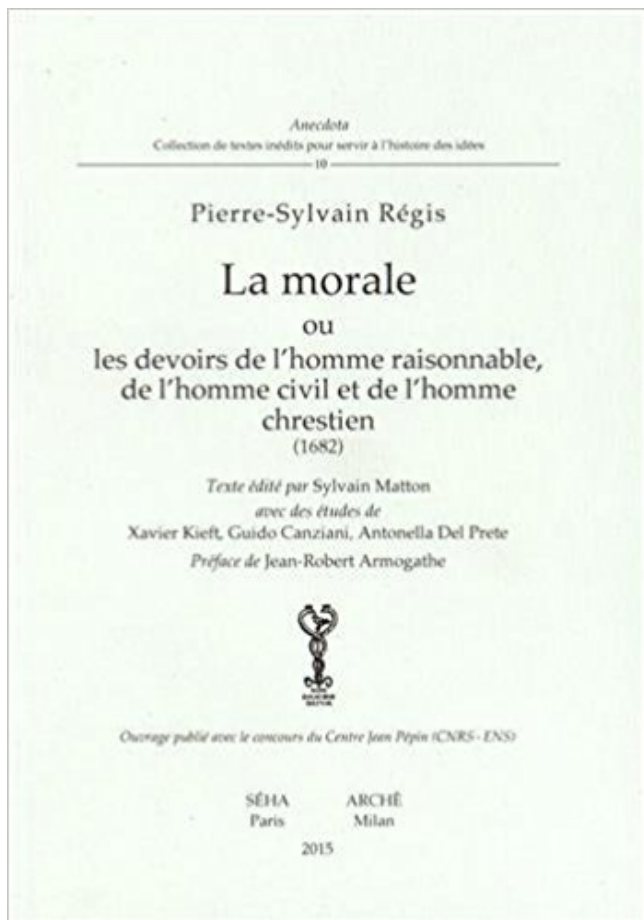 Anecdota
Collection de textes inédits pour servir à l'histoire des idées
10
Pierre-Sylvain Régis
La morale
ou
les devoirs de l'homme raisonnable,
de l'homme civil et de l'homme
chrestien
(1682)
Texte édité par Sylvain Matton
avec des études de
Xavier Kieft, Guido Canziani, Antonella Del Prete
Préface de Jean-Robert Armogathe
Ouvrage publié avec le concours du Centre Jean Pépin (CNRS - ENS)
SÉHA ARCHÈ
Paris Milan
2015